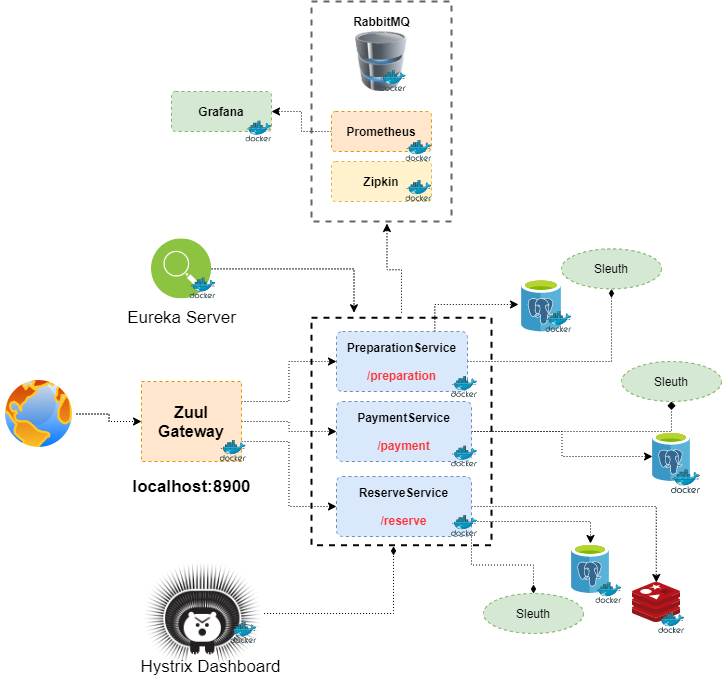 RabbitMQ
docker
Grafana
docker
Prometheus
docker
Zipkin
docker
docker
Eureka Server
Sleuth
docker
PreparationService
/preparation
docker
Sleuth
Zuul
Gateway
docker
localhost:8900
PaymentService
/payment
docker
docker
ReserveService
/reserve
docker
docker
docker
Sleuth
docker
Hystrix Dashboard